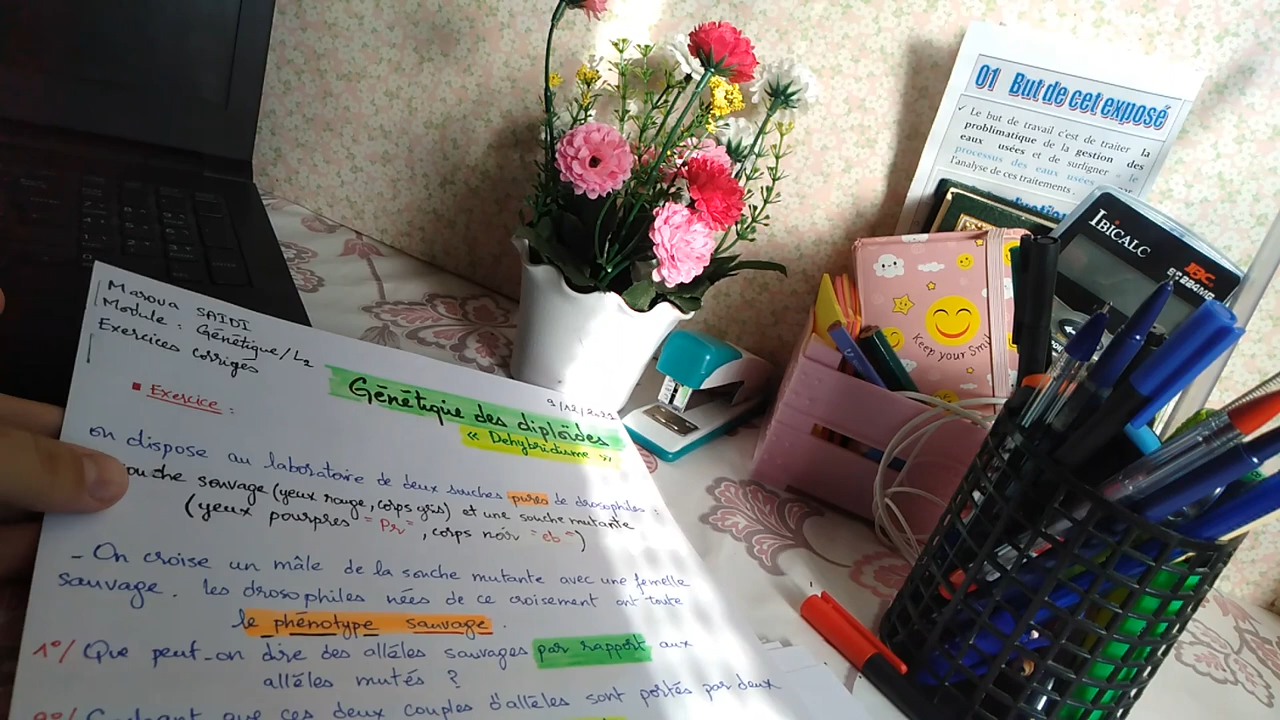 Maroua SAIDI
Module : Génétique/L2
Exercices corrigés
9/12/2022
Génétique des diploïdes
« Dehybridisme »
▪ Exercice :
on dispose au laboratoire de deux souches pures de drosophiles :
souche sauvage (yeux rouge, corps gris) et une souche mutante
(yeux pourpres "Pr", corps noir "eb")
- On croise un mâle de la souche mutante avec une femelle
sauvage. les drosophiles nées de ce croisement ont toute
le phénotype sauvage.
1°/ Que peut-on dire des allèles sauvages par rapport aux
allèles mutés ?
que ces deux couples d'allèles sont portés par deux
01 But de cet exposé
✓ Le but de travail c'est de traiter la
problématique de la gestion des
eaux usées et de surligner le
processus des eaux usées par
l'analyse de ces traitements.
IBICALC
IBC
Keep your Smil